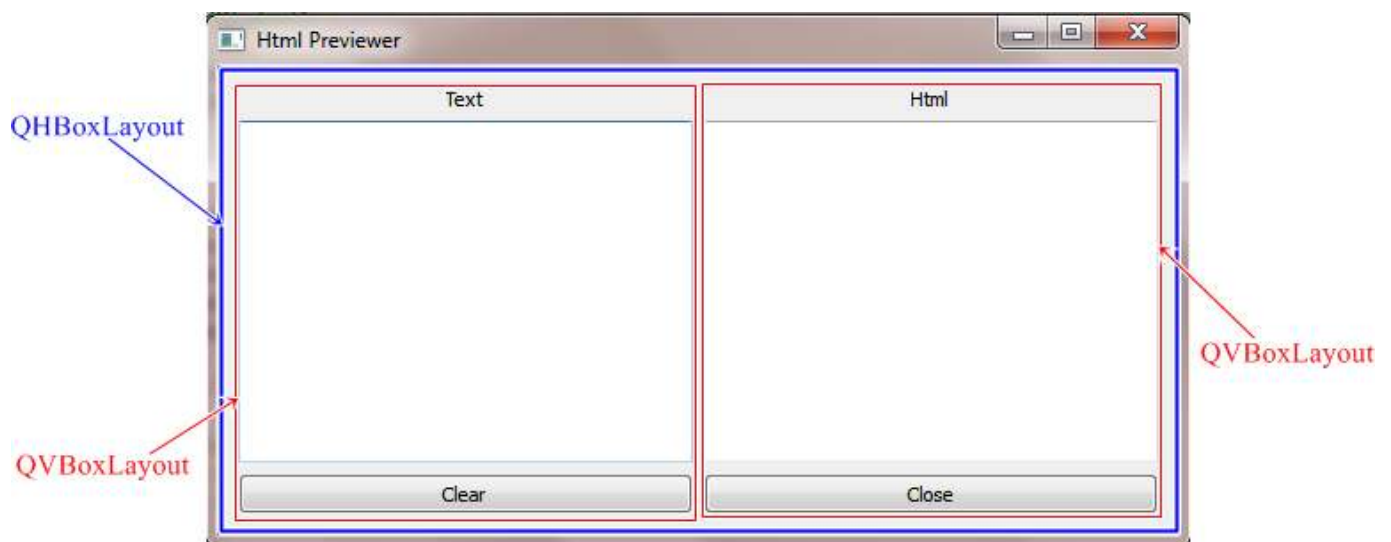 Html Previewer
Text
Html
QHBoxLayout
QVBoxLayout
QVBoxLayout
Clear
Close